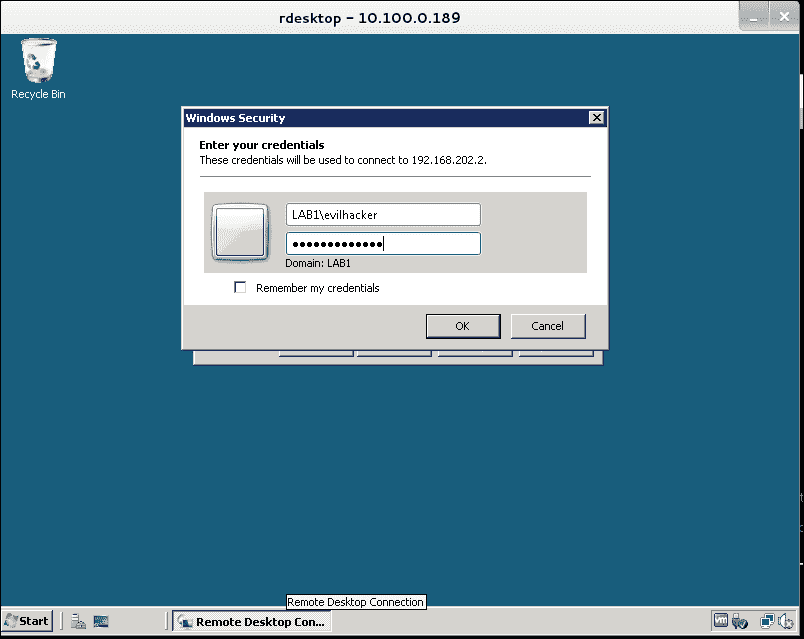 rdesktop - 10.100.0.189
Recycle Bin
Windows Security
Enter your credentials
These credentials will be used to connect to 192.168.202.2.
LAB1\evilhacker
●●●●●●●●●●●●●
Domain: LAB1
Remember my credentials
OK Cancel
Remote Desktop Connection
Start Remote Desktop Con... vm